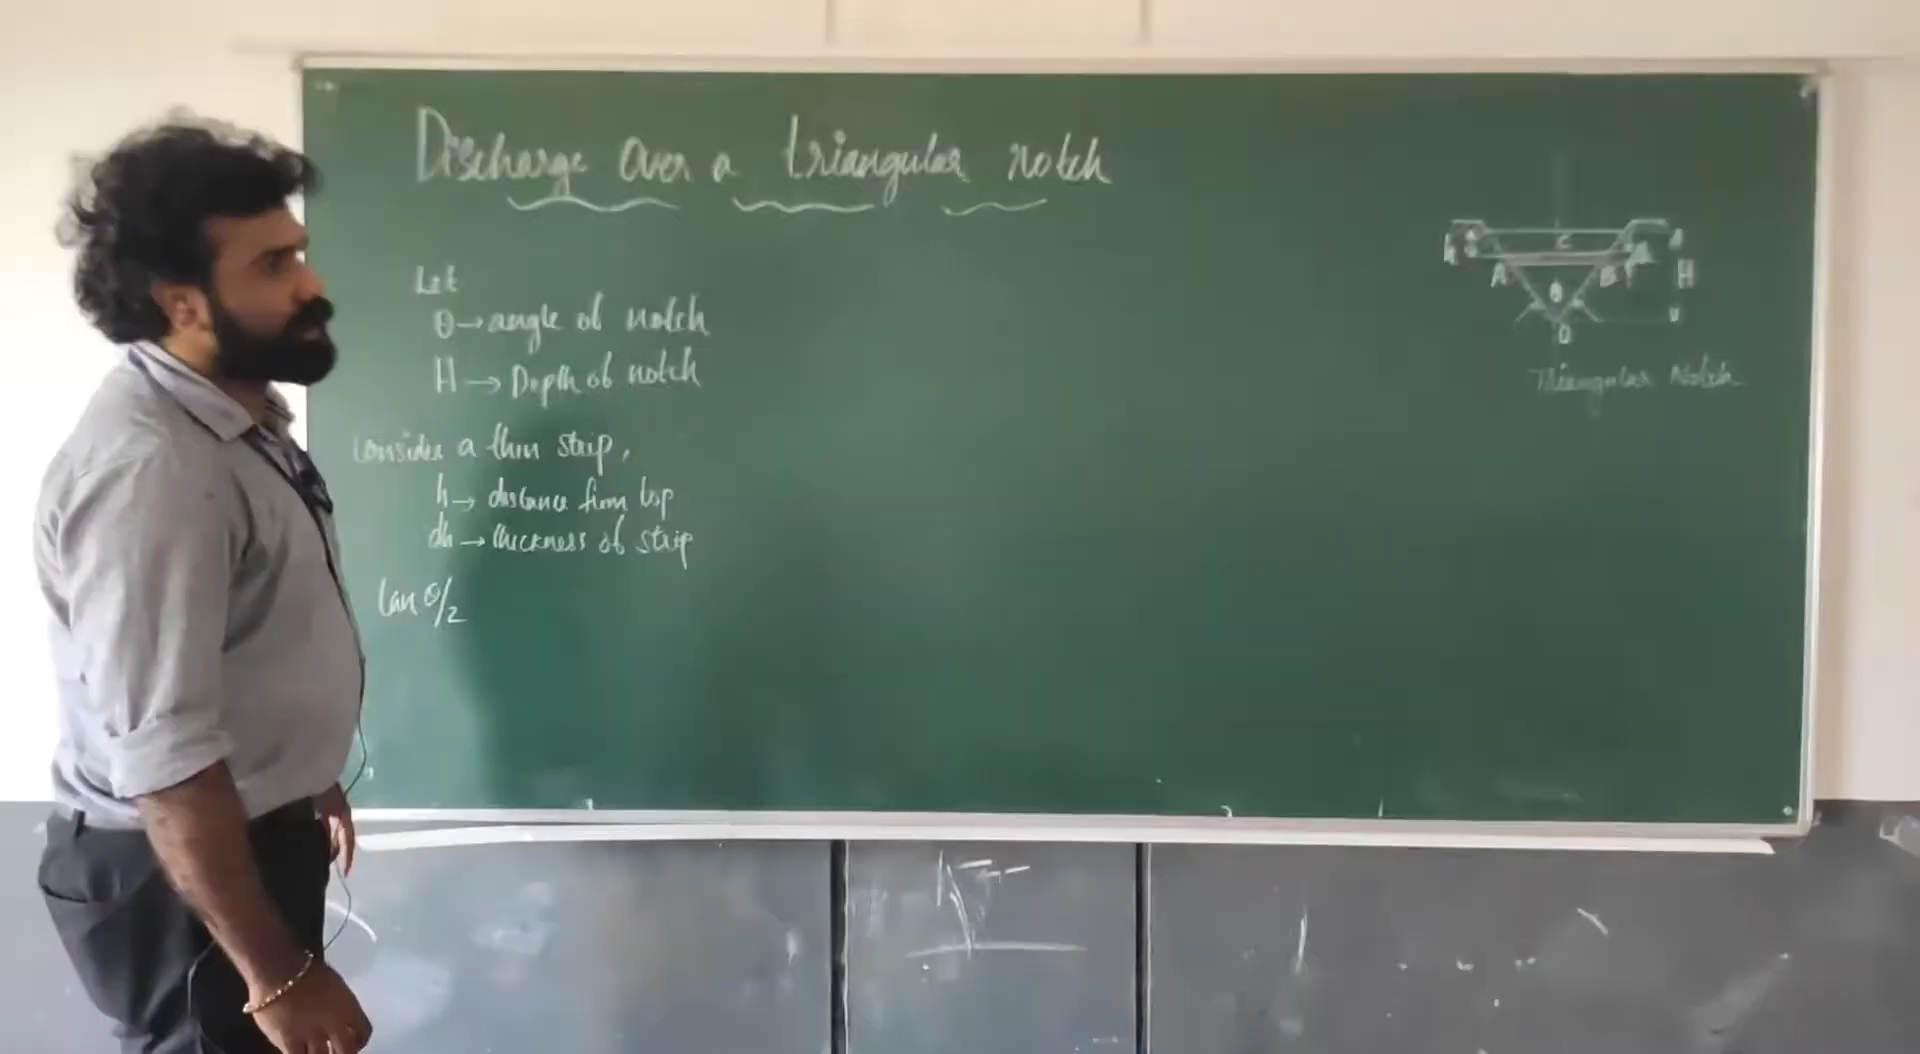 Discharge over a triangular notch
Let
θ → angle of notch
H → Depth of notch
Consider a thin strip,
h → distance from top
dh → thickness of strip
tan θ/2
C
A
B
H
θ
O
Triangular Notch